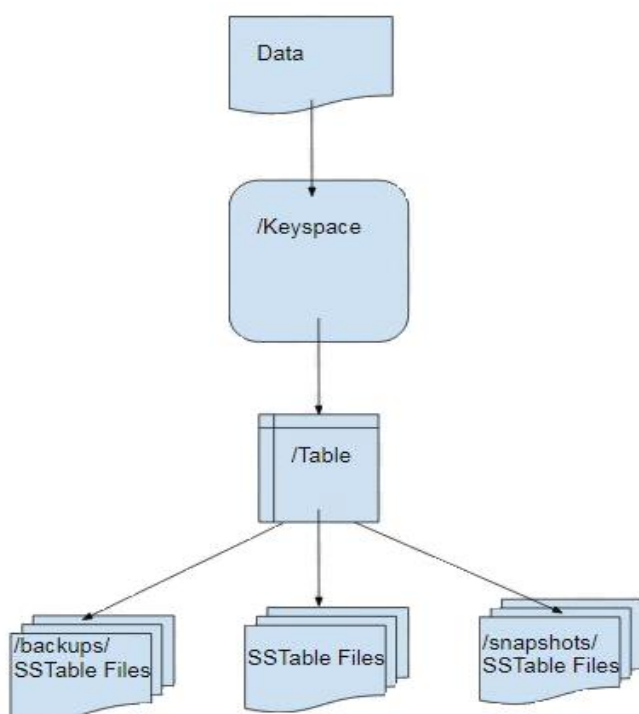 Data
/Keyspace
/Table
/backups/
SSTable Files
SSTable Files
/snapshots/
SSTable Files